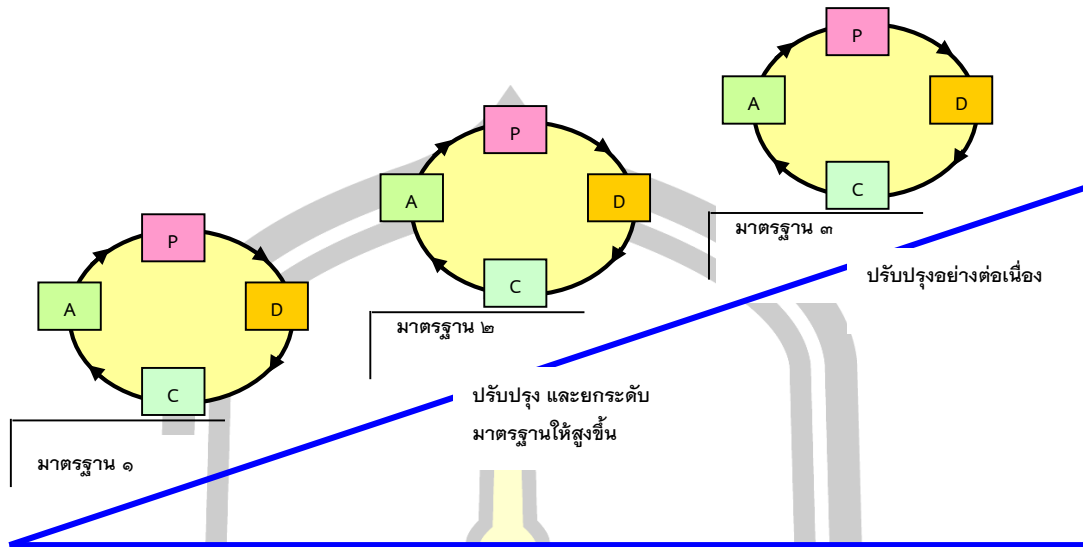 P
A
D
C
มาตรฐาน ๑
P
A
D
C
มาตรฐาน ๒
ปรับปรุง และยกระดับ
มาตรฐานให้สูงขึ้น
P
A
D
C
มาตรฐาน ๓
ปรับปรุงอย่างต่อเนื่อง